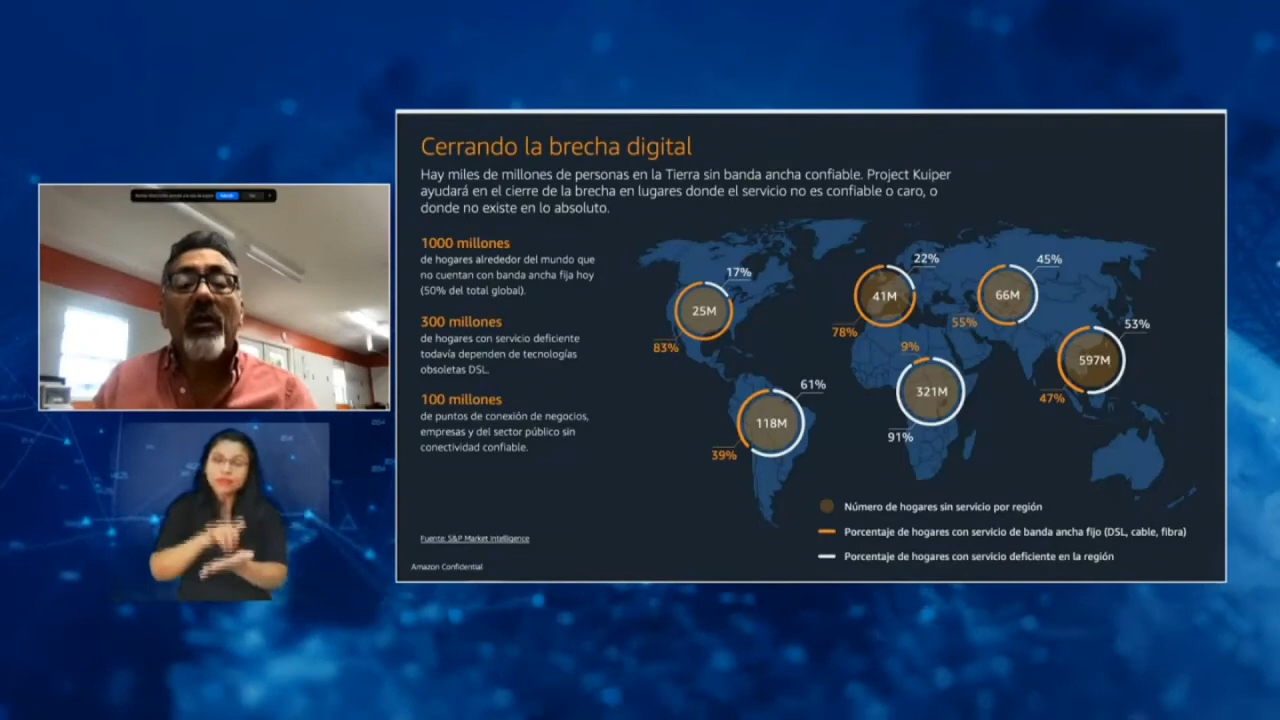 Cerrando la brecha digital
Hay miles de millones de personas en la Tierra sin banda ancha confiable. Project Kuiper
ayudará en el cierre de la brecha en lugares donde el servicio no es confiable o caro, o
donde no existe en lo absoluto.
1000 millones
de hogares alrededor del mundo que
no cuentan con banda ancha fija hoy
(50% del total global).
300 millones
de hogares con servicio deficiente
todavía dependen de tecnologías
obsoletas DSL.
100 millones
de puntos de conexión de negocios,
empresas y del sector público sin
conectividad confiable.
17%
25M
83%
61%
118M
39%
22%
41M
78%
9%
321M
91%
45%
66M
55%
53%
597M
47%
Número de hogares sin servicio por región
Porcentaje de hogares con servicio de banda ancha fijo (DSL, cable, fibra)
Porcentaje de hogares con servicio deficiente en la región
Fuente: S&P Market Intelligence
Amazon Confidential